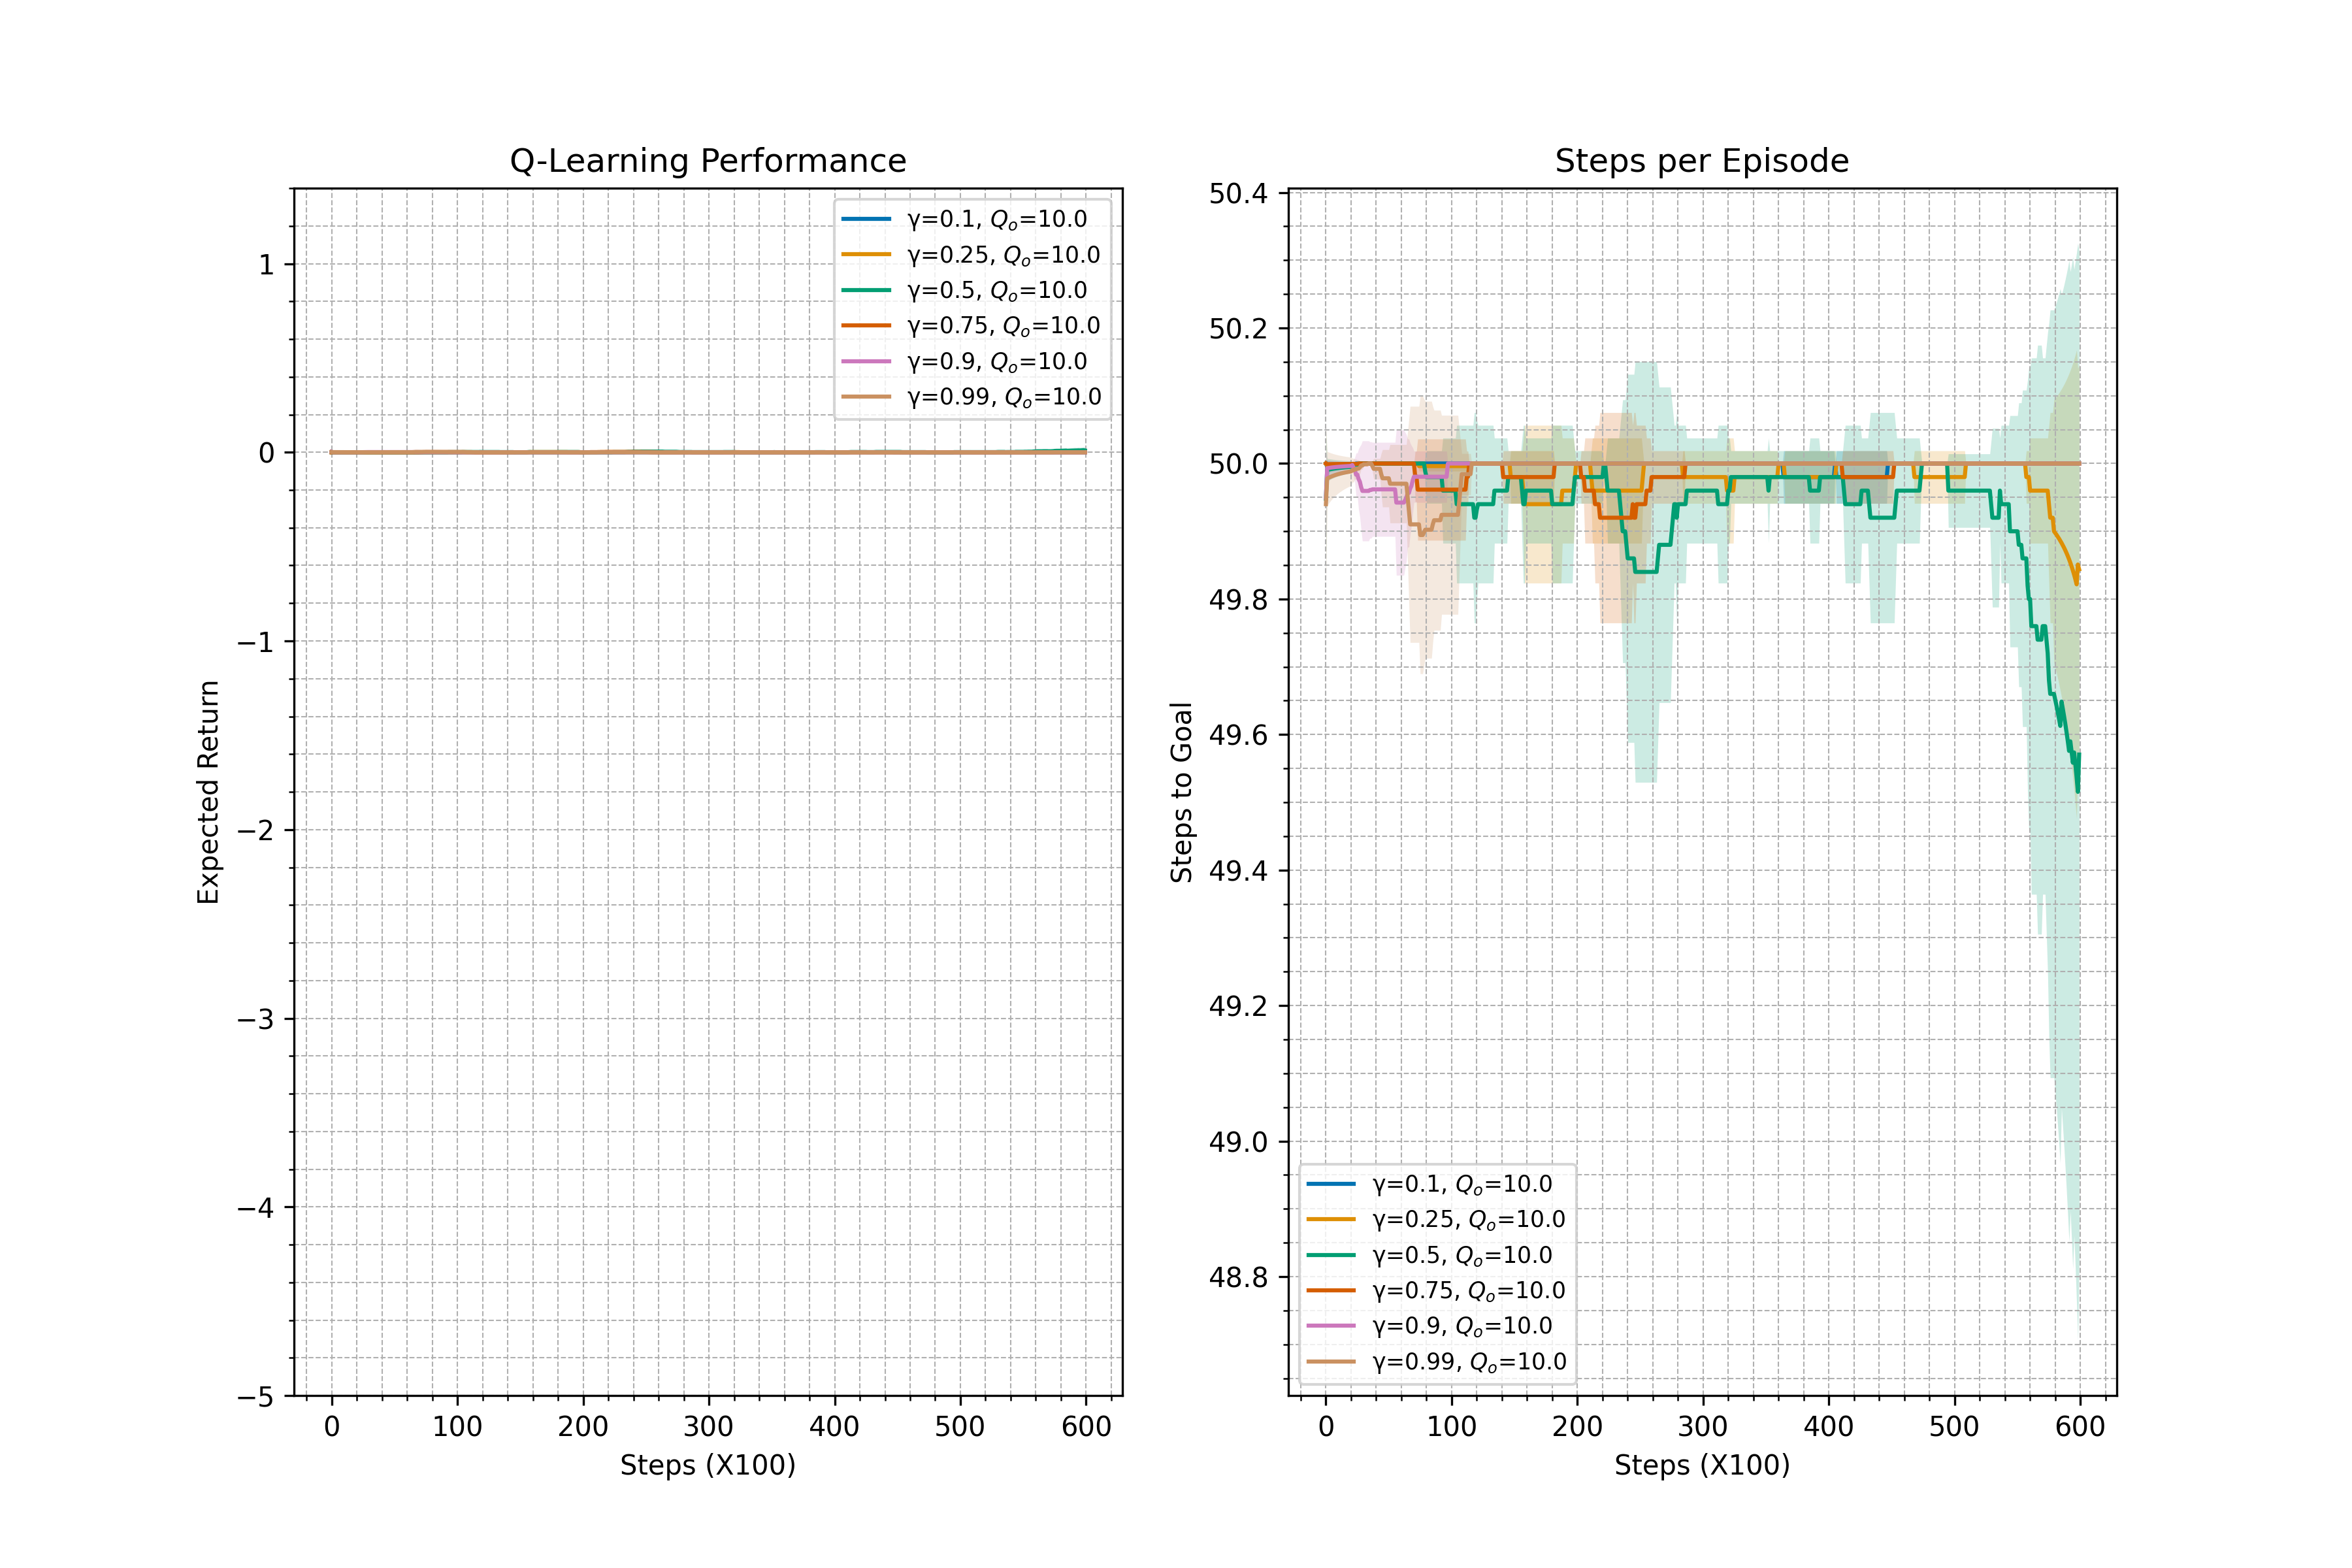 Q-Learning Performance
Expected Return
1
0
−1
−2
−3
−4
−5
0 100 200 300 400 500 600
Steps (X100)
γ=0.1, Qₒ=10.0
γ=0.25, Qₒ=10.0
γ=0.5, Qₒ=10.0
γ=0.75, Qₒ=10.0
γ=0.9, Qₒ=10.0
γ=0.99, Qₒ=10.0
Steps per Episode
Steps to Goal
50.4
50.2
50.0
49.8
49.6
49.4
49.2
49.0
48.8
0 100 200 300 400 500 600
Steps (X100)
γ=0.1, Qₒ=10.0
γ=0.25, Qₒ=10.0
γ=0.5, Qₒ=10.0
γ=0.75, Qₒ=10.0
γ=0.9, Qₒ=10.0
γ=0.99, Qₒ=10.0